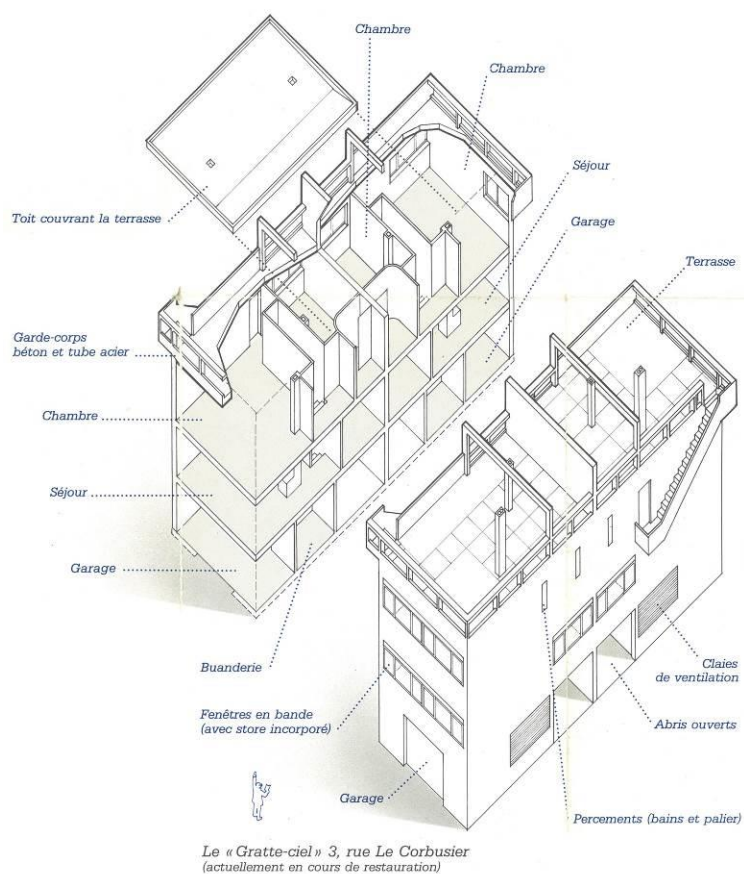 Chambre
Chambre
Séjour
Toit couvrant la terrasse
Garage
Terrasse
Garde-corps
béton et tube acier
Chambre
Séjour
Garage
Buanderie
Claies
de ventilation
Fenêtres en bande
(avec store incorporé)
Abris ouverts
Garage
Percements (bains et palier)
Le « Gratte-ciel » 3, rue Le Corbusier
(actuellement en cours de restauration)